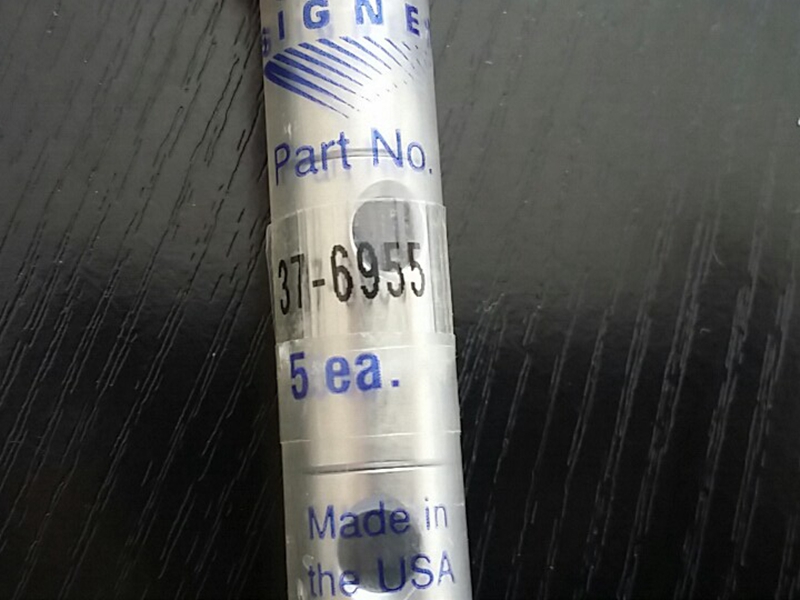 SIGNE
Part No.
37-6955
5 ea.
Made in
the USA